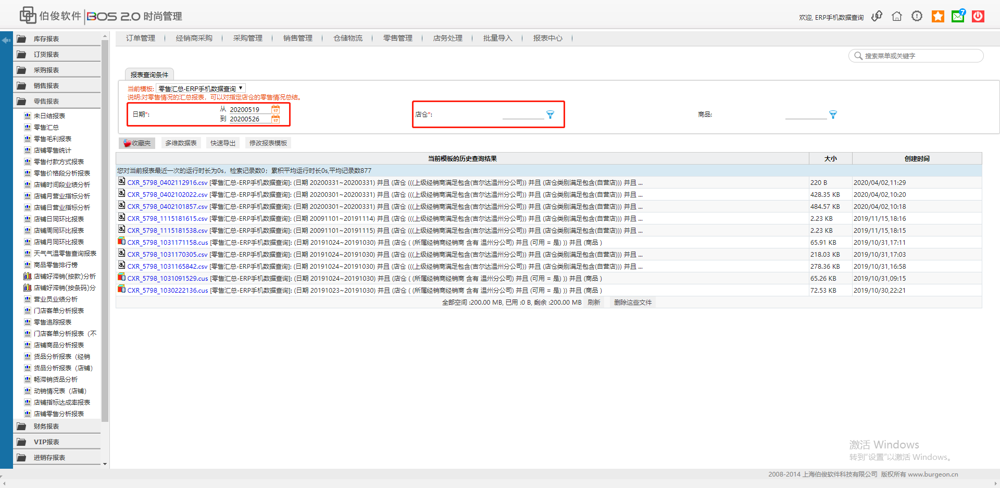 伯俊软件 BOS 2.0 时尚管理
欢迎, ERP手机数据查询
7
订单管理 经销商采购 采购管理 销售管理 仓储物流 零售管理 店务处理 批量导入 报表中心
搜索菜单或关键字
库存报表
订货报表
采购报表
销售报表
零售报表
未日结报表
零售汇总
零售毛利报表
店铺零售统计
零售付款方式报表
零售价格段分析报表
店铺时间段业绩分析
店铺月营业指标分析
店铺日营业指标分析
店铺日同环比报表
店铺周同环比报表
店铺月同环比报表
天气气温零售查询报表
商品零售排行榜
店铺好滞销(按款)分析
店铺好滞销(按条码)分
营业员业绩分析
门店客单分析报表
零售追踪报表
门店客单分析报表（不
店铺商品分析报表
货品分析报表（经销
货品分析报表（店铺）
畅滞销货品分析
动销情况表（店铺）
店铺指标达成率报表
店铺零售分析报表
财务报表
VIP报表
进销存报表
报表查询条件
当前模板: 零售汇总-ERP手机数据查询
说明:对零售情况的汇总报表，可以对指定店仓的零售情况总结。
日期*: 从 20200519 17
到 20200526 17
店仓*:
商品:
收藏夹 多维数据表 快速导出 修改报表模板
当前模板的历史查询结果 大小 创建时间
您对当前报表最近一次的运行时长为0s，检索记录数0；累积平均运行时长0s,平均记录数877
CXR_5798_0402112916.csv [零售汇总-ERP手机数据查询]: (日期 20200331~20200331) 并且 (店仓 (((上级经销商满足包含(吉尔达温州分公司)) 并且 (店仓类别满足包含(自营店))) 并且 ... 220 B 2020/04/02,11:29
CXR_5798_0402102022.csv [零售汇总-ERP手机数据查询]: (日期 20200301~20200331) 并且 (店仓 (((上级经销商满足包含(吉尔达温州分公司)) 并且 (店仓类别满足包含(自营店))) 并且 ... 428.35 KB 2020/04/02,10:20
CXR_5798_0402101857.csv [零售汇总-ERP手机数据查询]: (日期 20200301~20200331) 并且 (店仓 (((上级经销商满足包含(吉尔达温州分公司)) 并且 (店仓类别满足包含(自营店))) 并且 ... 484.57 KB 2020/04/02,10:18
CXR_5798_1115181615.csv [零售汇总-ERP手机数据查询]: (日期 20091101~20191114) 并且 (店仓 (((上级经销商满足包含(吉尔达温州分公司)) 并且 (店仓类别满足包含(自营店))) 并且 ... 2.23 KB 2019/11/15,18:16
CXR_5798_1115181538.csv [零售汇总-ERP手机数据查询]: (日期 20091101~20191115) 并且 (店仓 (((上级经销商满足包含(吉尔达温州分公司)) 并且 (店仓类别满足包含(自营店))) 并且 ... 2.23 KB 2019/11/15,18:15
CXR_5798_1031171158.cus [零售汇总-ERP手机数据查询]: (日期 20191024~20191030) 并且 (店仓 ( (所属经销商经销商 含有 温州分公司) 并且 (可用 = 是) )) 并且 (商品 ) 65.91 KB 2019/10/31,17:11
CXR_5798_1031170305.csv [零售汇总-ERP手机数据查询]: (日期 20191024~20191030) 并且 (店仓 (((上级经销商满足包含(吉尔达温州分公司)) 并且 (店仓类别满足包含(自营店))) 并且 ... 218.03 KB 2019/10/31,17:03
CXR_5798_1031165842.csv [零售汇总-ERP手机数据查询]: (日期 20191024~20191030) 并且 (店仓 (((上级经销商满足包含(吉尔达温州分公司)) 并且 (店仓类别满足包含(自营店))) 并且 ... 278.36 KB 2019/10/31,16:58
CXR_5798_1031091529.cus [零售汇总-ERP手机数据查询]: (日期 20191024~20191030) 并且 (店仓 ( (所属经销商经销商 含有 温州分公司) 并且 (可用 = 是) )) 并且 (商品 ) 65.26 KB 2019/10/31,09:15
CXR_5798_1030222136.cus [零售汇总-ERP手机数据查询]: (日期 20191023~20191030) 并且 (店仓 ( (所属经销商经销商 含有 温州分公司) 并且 (可用 = 是) )) 并且 (商品 ) 72.53 KB 2019/10/30,22:21
全部空间 :200.00 MB, 已用 :0 B, 剩余 :200.00 MB 刷新 删除这些文件
激活 Windows
转到"设置"以激活 Windows。
2008-2014 上海伯俊软件科技有限公司 版权所有 www.burgeon.cn